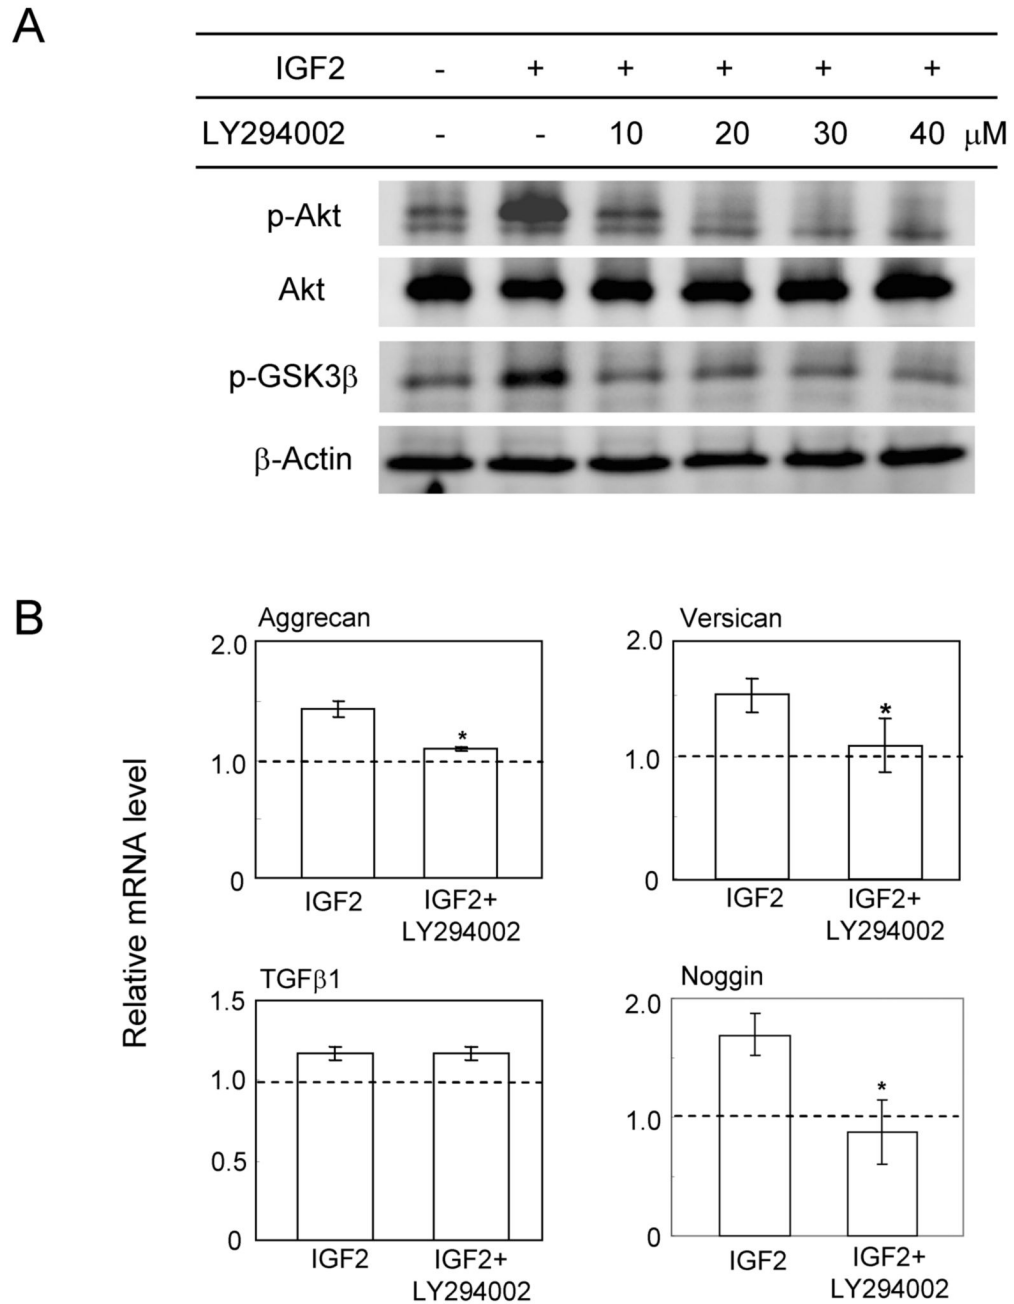 A
IGF2 - + + + + +
LY294002 - - 10 20 30 40 μM
p-Akt
Akt
p-GSK3β
β-Actin
B
Relative mRNA level
Aggrecan
2.0
1.0
0
*
IGF2
IGF2+
LY294002
Versican
2.0
1.0
0
*
IGF2
IGF2+
LY294002
TGFβ1
1.5
1.0
0.5
0
IGF2
IGF2+
LY294002
Noggin
2.0
1.0
0
*
IGF2
IGF2+
LY294002